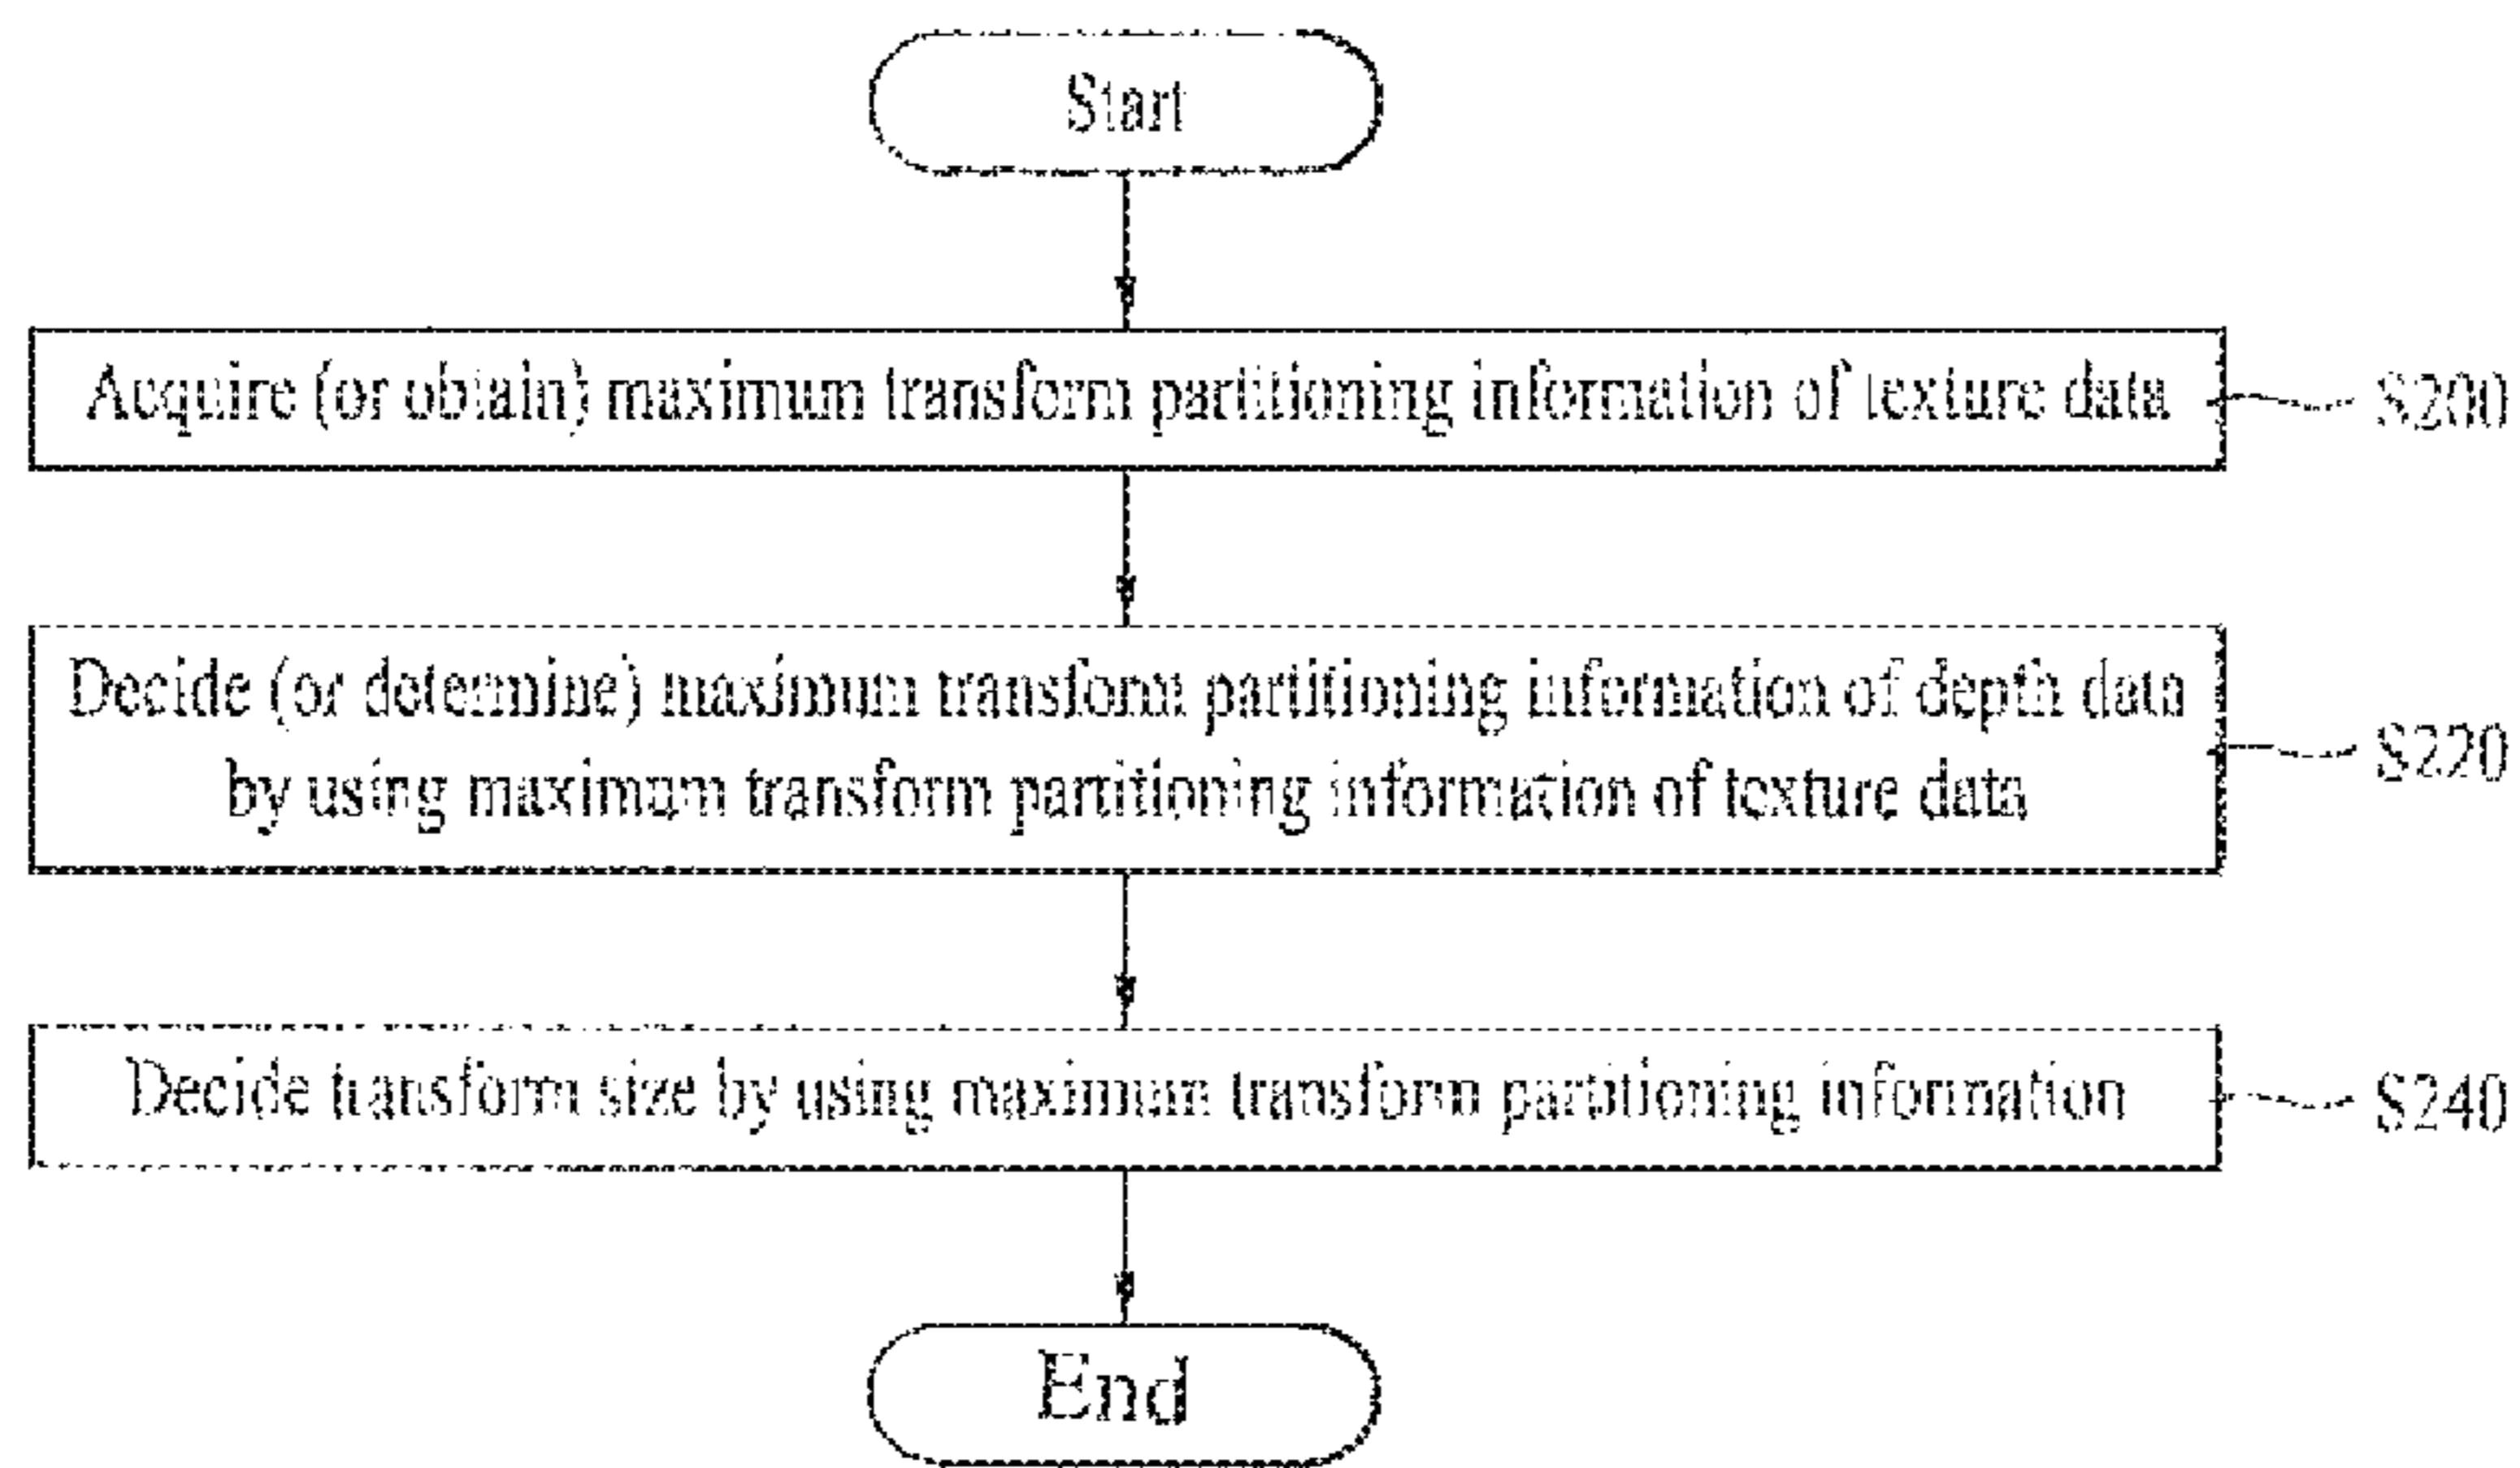 Start
Acquire (or obtain) maximum transform partitioning information of texture data
S200
Decide (or determine) maximum transform partitioning information of depth data
by using maximum transform partitioning information of texture data
S220
Decide transform size by using maximum transform partitioning information
S240
End